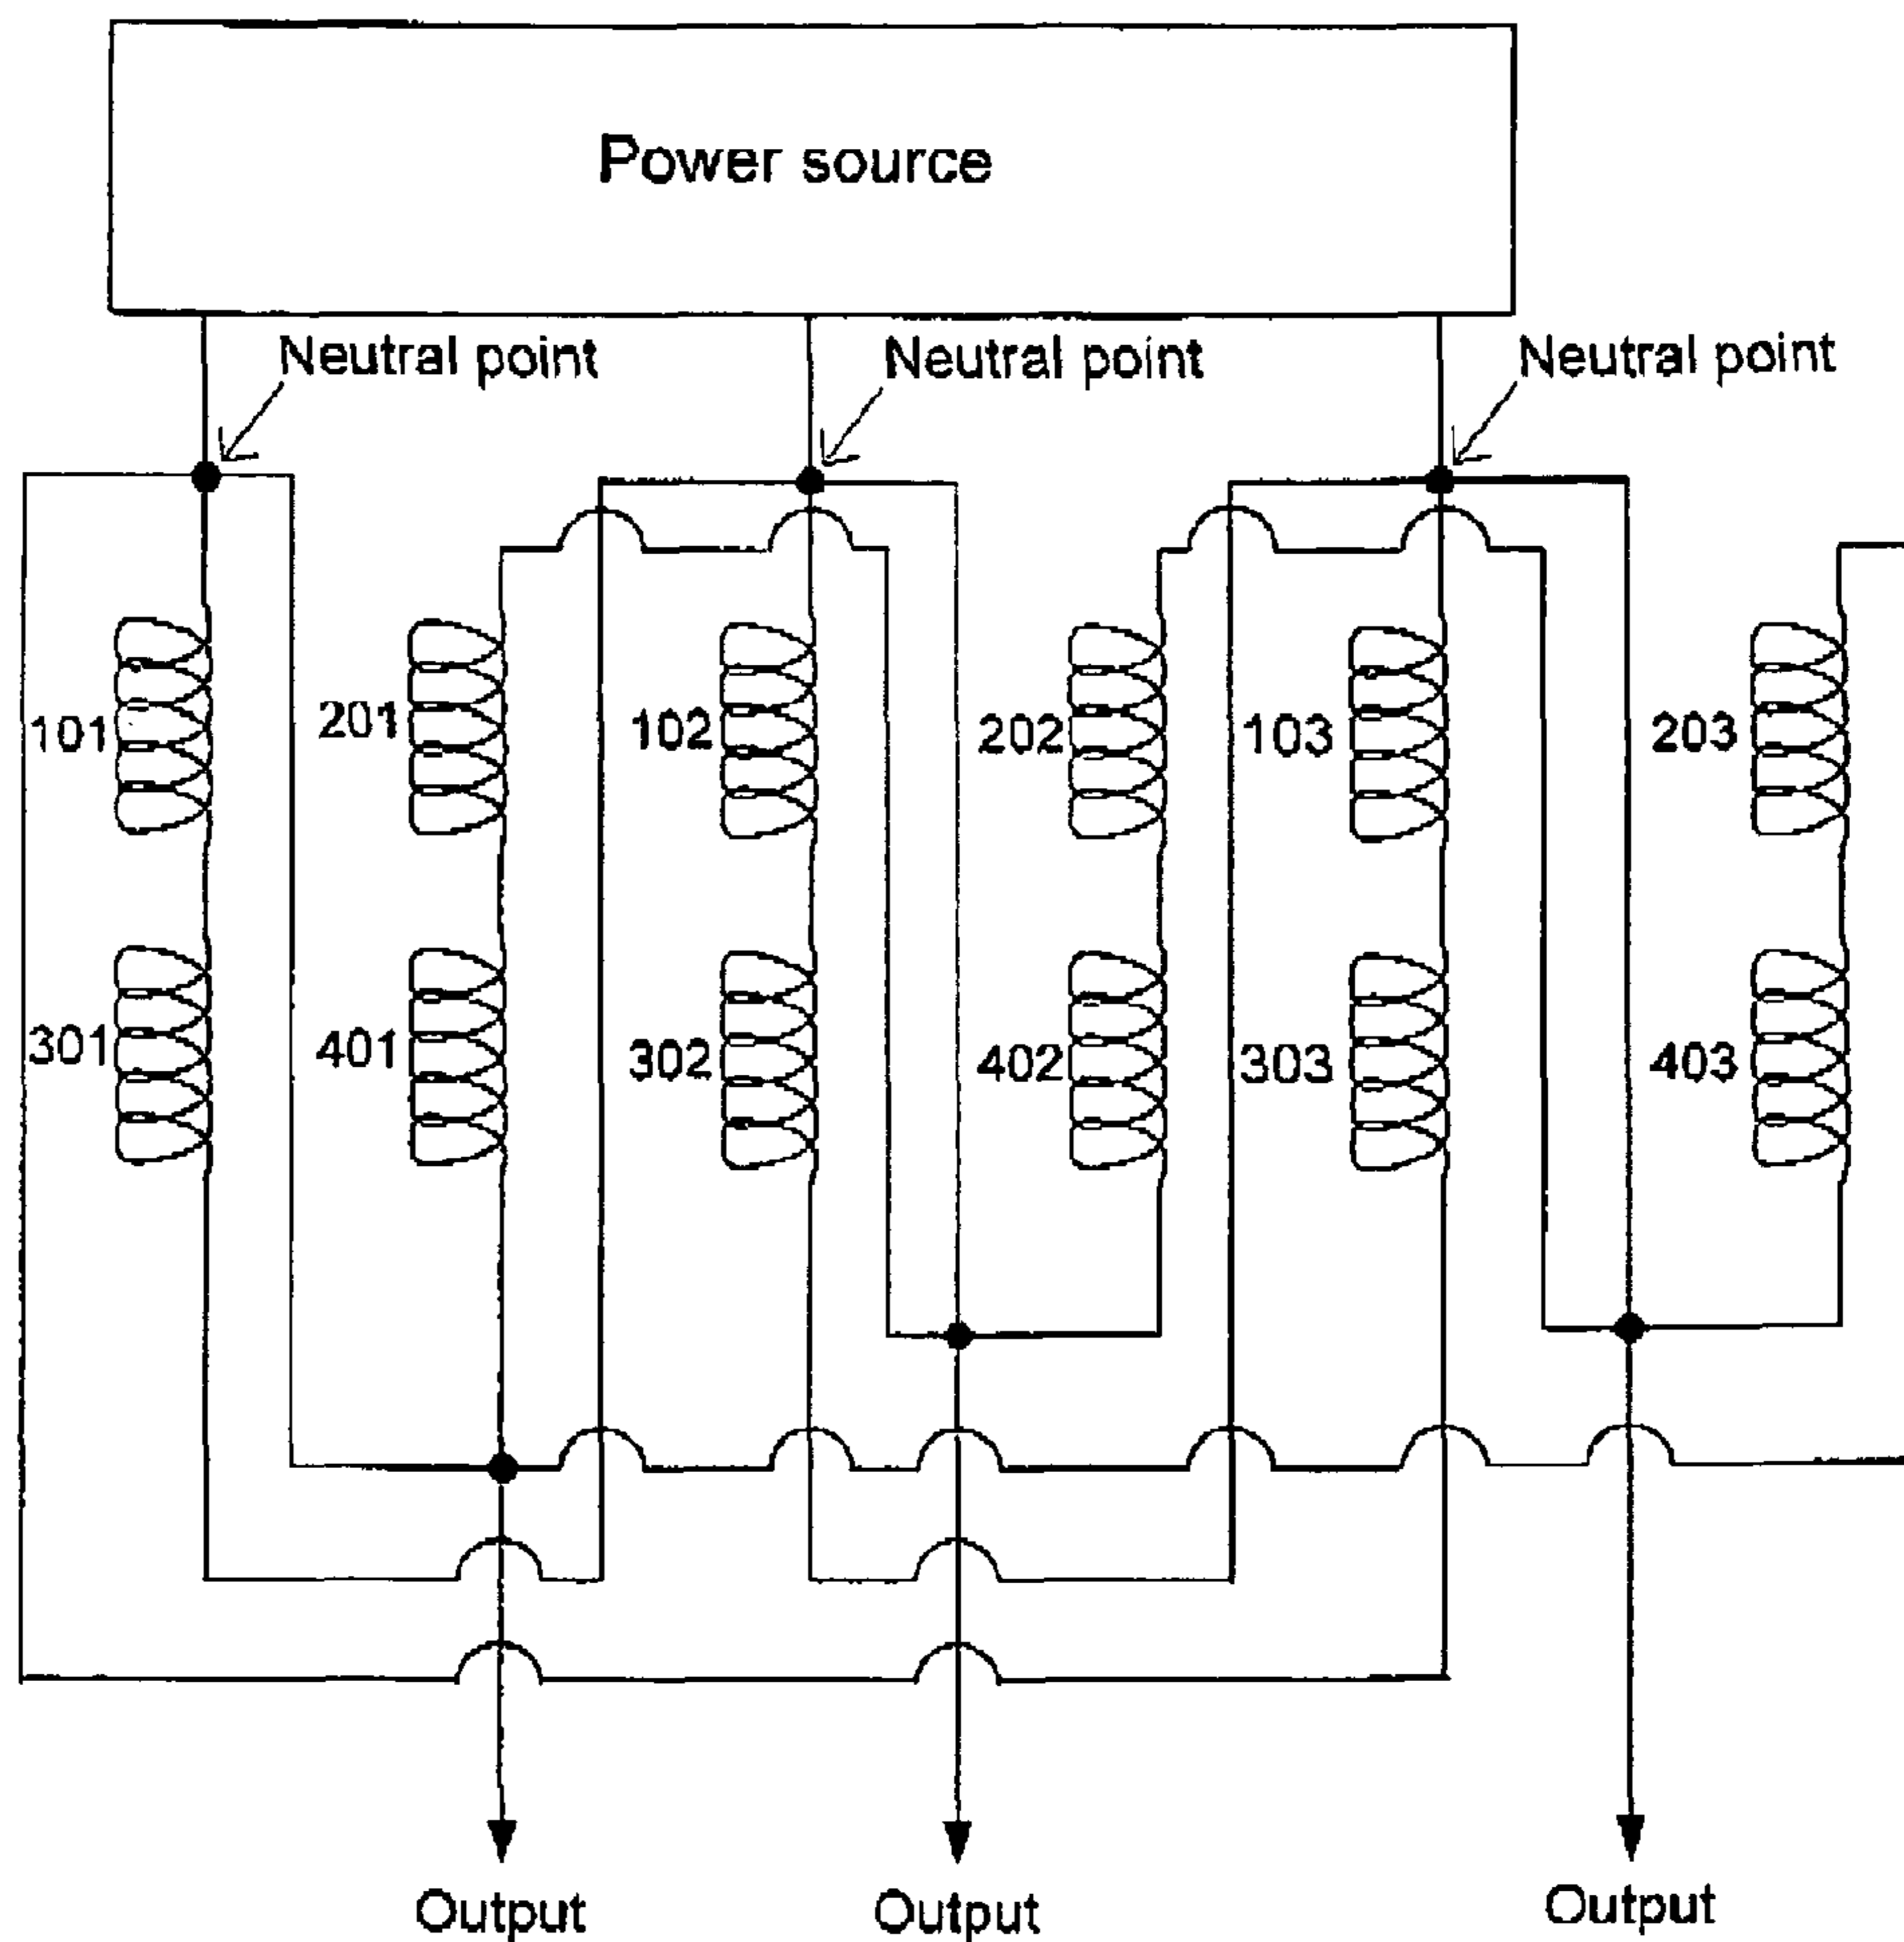 Power source
Neutral point
Neutral point
Neutral point
101
201
102
202
103
203
301
401
302
402
303
403
Output
Output
Output